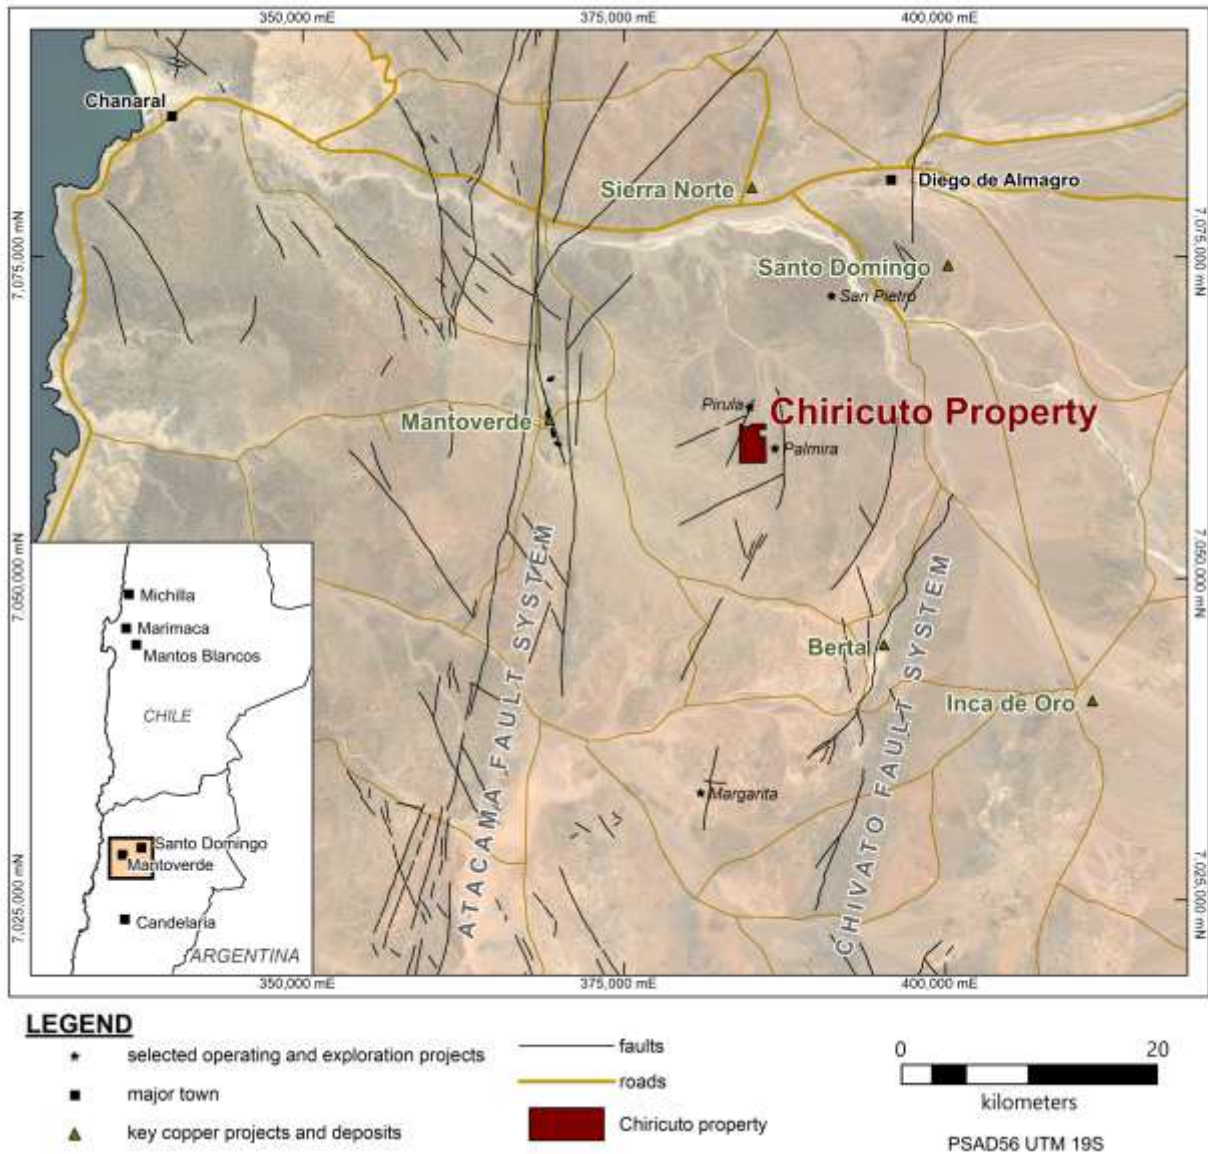 350,000 mE
375,000 mE
400,000 mE
Chanaral
Sierra Norte
Diego de Almagro
7,075,000 mN
7,075,000 mN
Santo Domingo
San Pietro
Pirula
Chiricuto Property
Mantoverde
Palmira
7,050,000 mN
7,050,000 mN
ATACAMA FAULT SYSTEM
CHIVATO FAULT SYSTEM
Michilla
Marimaca
Mantos Blancos
Bertal
CHILE
Inca de Oro
Margarita
Santo Domingo
Mantoverde
7,025,000 mN
7,025,000 mN
Candelaria
ARGENTINA
350,000 mE
375,000 mE
400,000 mE
LEGEND
selected operating and exploration projects
major town
key copper projects and deposits
faults
roads
Chiricuto property
0
20
kilometers
PSAD56 UTM 19S